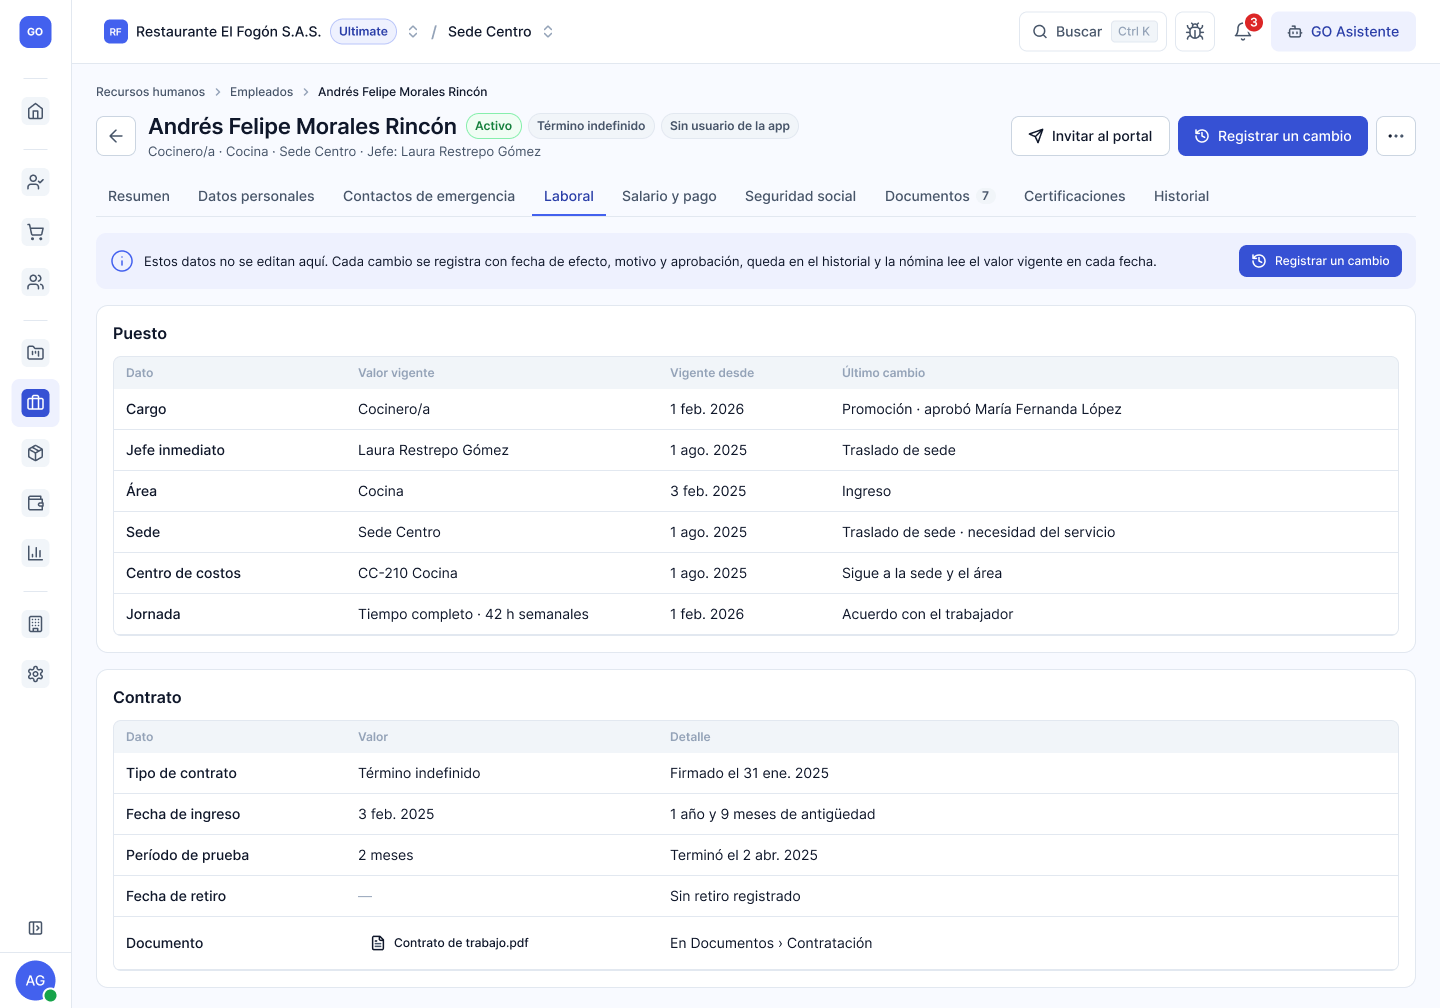 GO
RF Restaurante El Fogón S.A.S. Ultimate / Sede Centro
Buscar Ctrl K 3 GO Asistente
Recursos humanos > Empleados > Andrés Felipe Morales Rincón
Andrés Felipe Morales Rincón Activo Término indefinido Sin usuario de la app
Cocinero/a · Cocina · Sede Centro · Jefe: Laura Restrepo Gómez
Invitar al portal Registrar un cambio
Resumen Datos personales Contactos de emergencia Laboral Salario y pago Seguridad social Documentos 7 Certificaciones Historial
Estos datos no se editan aquí. Cada cambio se registra con fecha de efecto, motivo y aprobación, queda en el historial y la nómina lee el valor vigente en cada fecha. Registrar un cambio
Puesto
Dato Valor vigente Vigente desde Último cambio
Cargo Cocinero/a 1 feb. 2026 Promoción · aprobó María Fernanda López
Jefe inmediato Laura Restrepo Gómez 1 ago. 2025 Traslado de sede
Área Cocina 3 feb. 2025 Ingreso
Sede Sede Centro 1 ago. 2025 Traslado de sede · necesidad del servicio
Centro de costos CC-210 Cocina 1 ago. 2025 Sigue a la sede y el área
Jornada Tiempo completo · 42 h semanales 1 feb. 2026 Acuerdo con el trabajador
Contrato
Dato Valor Detalle
Tipo de contrato Término indefinido Firmado el 31 ene. 2025
Fecha de ingreso 3 feb. 2025 1 año y 9 meses de antigüedad
Período de prueba 2 meses Terminó el 2 abr. 2025
Fecha de retiro — Sin retiro registrado
Documento Contrato de trabajo.pdf En Documentos › Contratación
AG